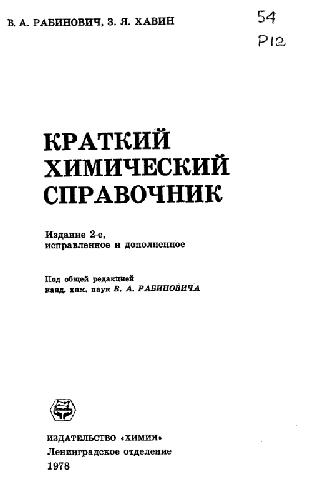 В. А. РАБИНОВИЧ, З. Я. ХАВИН
54
Р12
КРАТКИЙ
ХИМИЧЕСКИЙ
СПРАВОЧНИК
Издание 2-е,
исправленное и дополненное
Под общей редакцией
канд. хим. наук В. А. РАБИНОВИЧА
ИЗДАТЕЛЬСТВО «ХИМИЯ»
Ленинградское отделение
1978